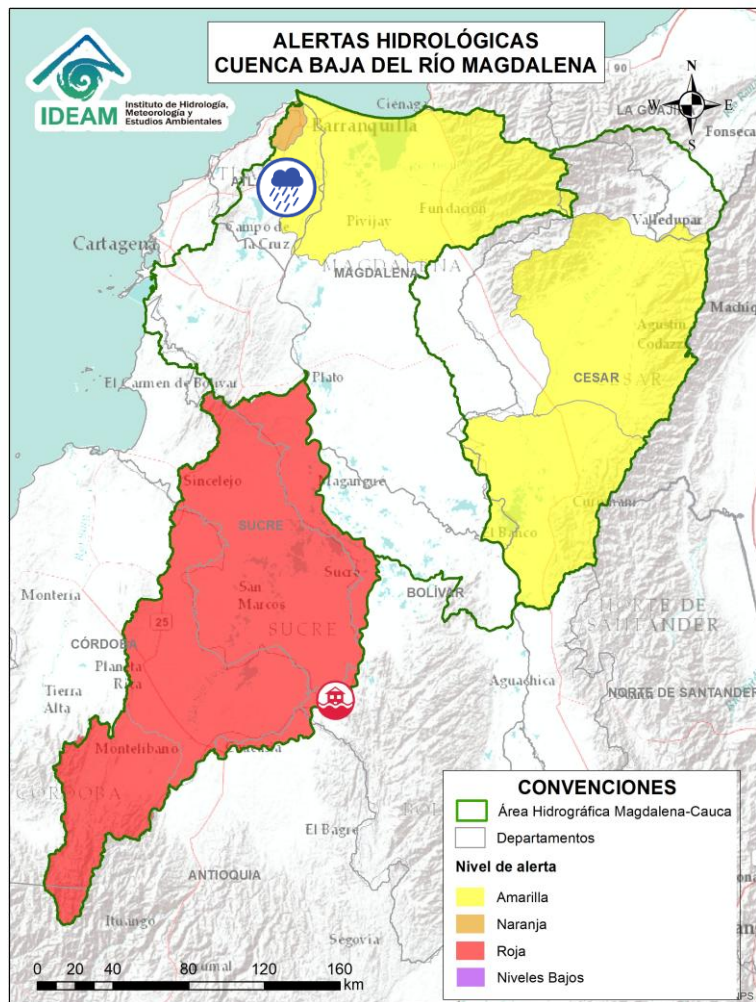 ALERTAS HIDROLÓGICAS
CUENCA BAJA DEL RÍO MAGDALENA
IDEAM
Instituto de Hidrología,
Meteorología y
Estudios Ambientales
90
N
W
E
S
LA GUAJI
Fonseca
Ciénaga
Barranquilla
ATL
Valledupar
Cartagena
Campo de
la Cruz
Pivijay
Fundación
MAGDALENA
MAGDALENA
Machiq
Agustín
Codazzi
El Carmen de Bolívar
Plato
CESAR
Sincelejo
Magangue
SUCRE
El Banco
Sucre
San
Marcos
SUCRE
BOLÍVAR
Montería
25
CÓRDOBA
Planeta
Rica
NORTE DE
SANTANDER
Tierra
Alta
Aguachica
NORTE DE SANTANDER
Montelíbano
El Bagre
ANTIOQUIA
Ituango
Segovia
CONVENCIONES
Área Hidrográfica Magdalena-Cauca
Departamentos
Nivel de alerta
Amarilla
Naranja
Roja
Niveles Bajos
0 20 40 80 120 160
km